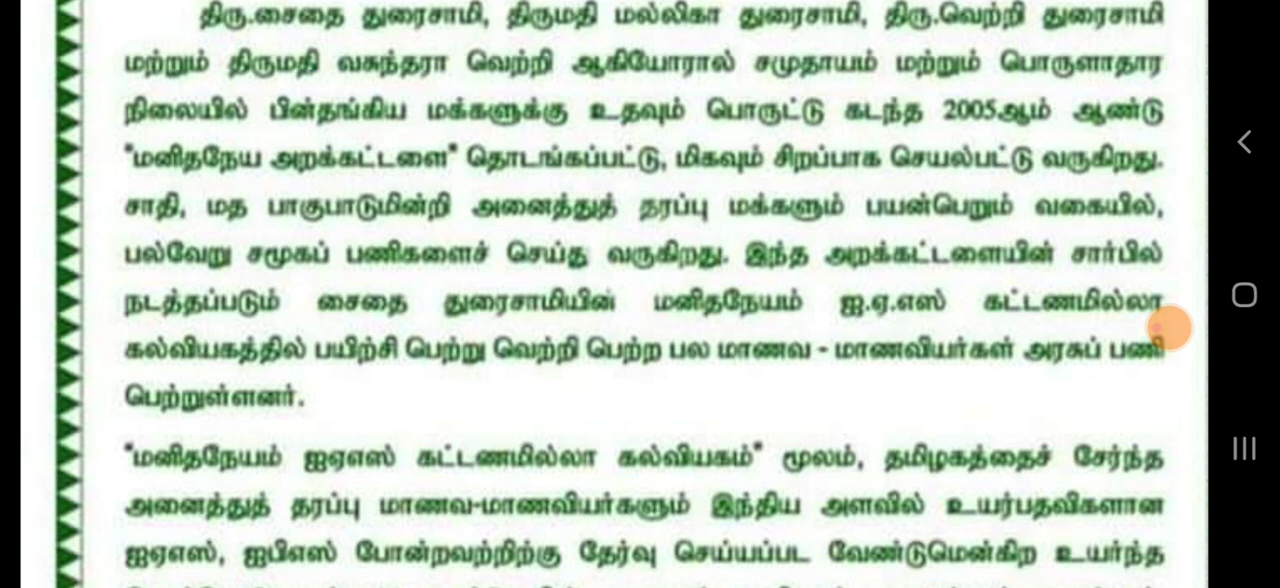 திரு.சைதை துரைசாமி, திருமதி மல்லிகா துரைசாமி, திரு.வெற்றி துரைசாமி
மற்றும் திருமதி வசுந்தரா வெற்றி ஆகியோரால் சமுதாயம் மற்றும் பொருளாதார
நிலையில் பின்தங்கிய மக்களுக்கு உதவும் பொருட்டு கடந்த 2005ஆம் ஆண்டு
"மனிதநேய அறக்கட்டளை" தொடங்கப்பட்டு, மிகவும் சிறப்பாக செயல்பட்டு வருகிறது.
சாதி, மத பாகுபாடுமின்றி அனைத்துத் தரப்பு மக்களும் பயன்பெறும் வகையில்,
பல்வேறு சமூகப் பணிகளைச் செய்து வருகிறது. இந்த அறக்கட்டளையின் சார்பில்
நடத்தப்படும் சைதை துரைசாமியின் மனிதநேயம் ஐ.ஏ.எஸ் கட்டணமில்லா
கல்வியகத்தில் பயிற்சி பெற்று வெற்றி பெற்ற பல மாணவ - மாணவியர்கள் அரசுப் பணி
பெற்றுள்ளனர்.
"மனிதநேயம் ஐஏஎஸ் கட்டணமில்லா கல்வியகம்" மூலம், தமிழகத்தைச் சேர்ந்த
அனைத்துத் தரப்பு மாணவ-மாணவியர்களும் இந்திய அளவில் உயர்பதவிகளான
ஐஏஎஸ், ஐபிஎஸ் போன்றவற்றிற்கு தேர்வு செய்யப்பட வேண்டுமென்கிற உயர்ந்த